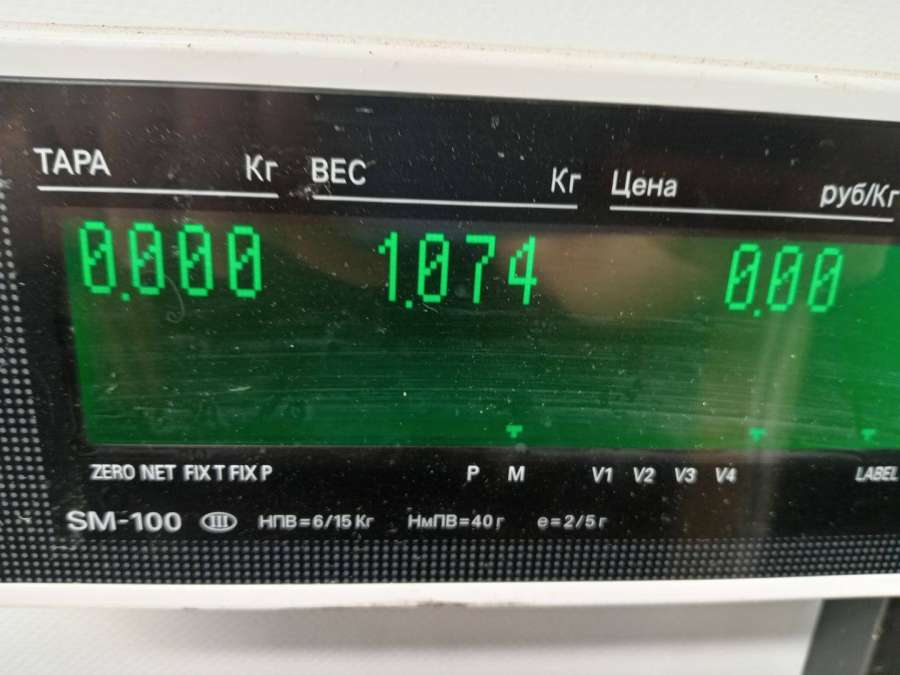 ТАРА Кг ВЕС Кг Цена руб/Кг
0.000 1.074 0.00
ZERO NET FIX T FIX P P M V1 V2 V3 V4 LABEL
SM-100 III НПВ=6/15 Кг НмПВ=40 г е=2/5 г